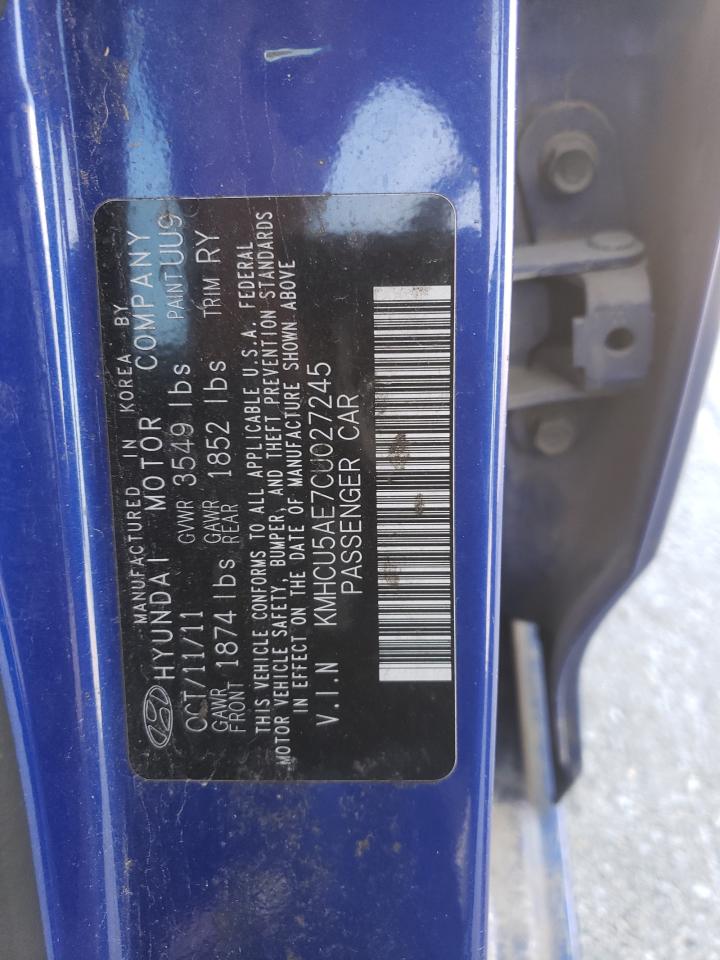 MANUFACTURED IN KOREA BY
HYUNDAI MOTOR COMPANY
OCT/11/11 GVWR 3549 lbs PAINT UU9
GAWR FRONT 1874 lbs GAWR REAR 1852 lbs TRIM RY
THIS VEHICLE CONFORMS TO ALL APPLICABLE U.S.A. FEDERAL
MOTOR VEHICLE SAFETY, BUMPER, AND THEFT PREVENTION STANDARDS
IN EFFECT ON THE DATE OF MANUFACTURE SHOWN ABOVE
V.I.N KMHCU5AE7CU027245
PASSENGER CAR